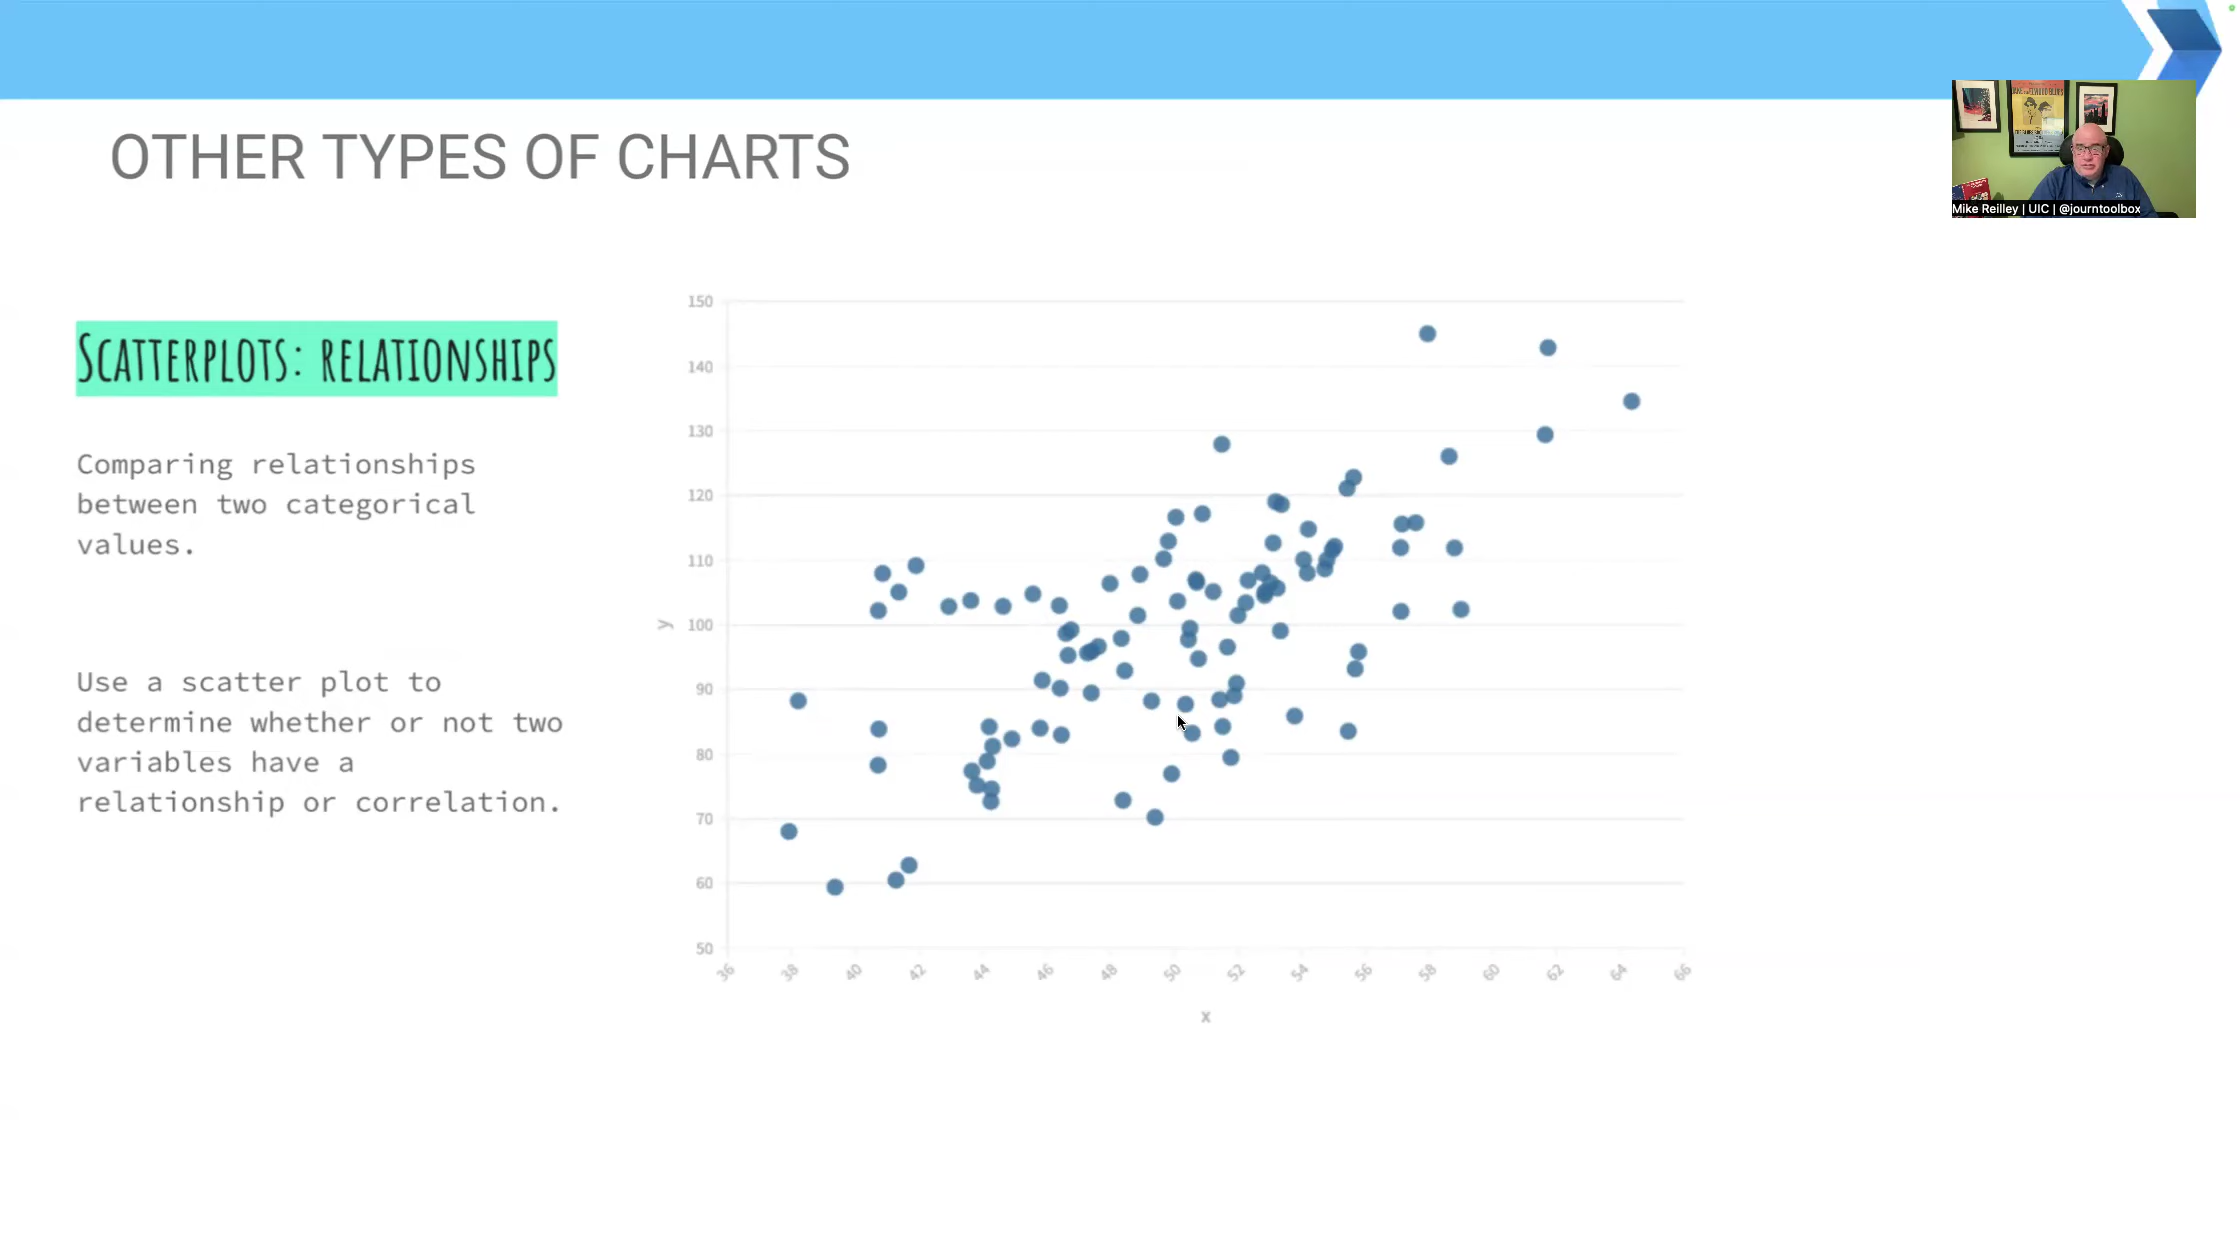 OTHER TYPES OF CHARTS
Mike Reilley | UIC | @journtoolbox
Scatterplots: relationships
Comparing relationships
between two categorical
values.
Use a scatter plot to
determine whether or not two
variables have a
relationship or correlation.
150
140
130
120
110
100
90
80
70
60
50
y
36 38 40 42 44 46 48 50 52 54 56 58 60 62 64 66
x